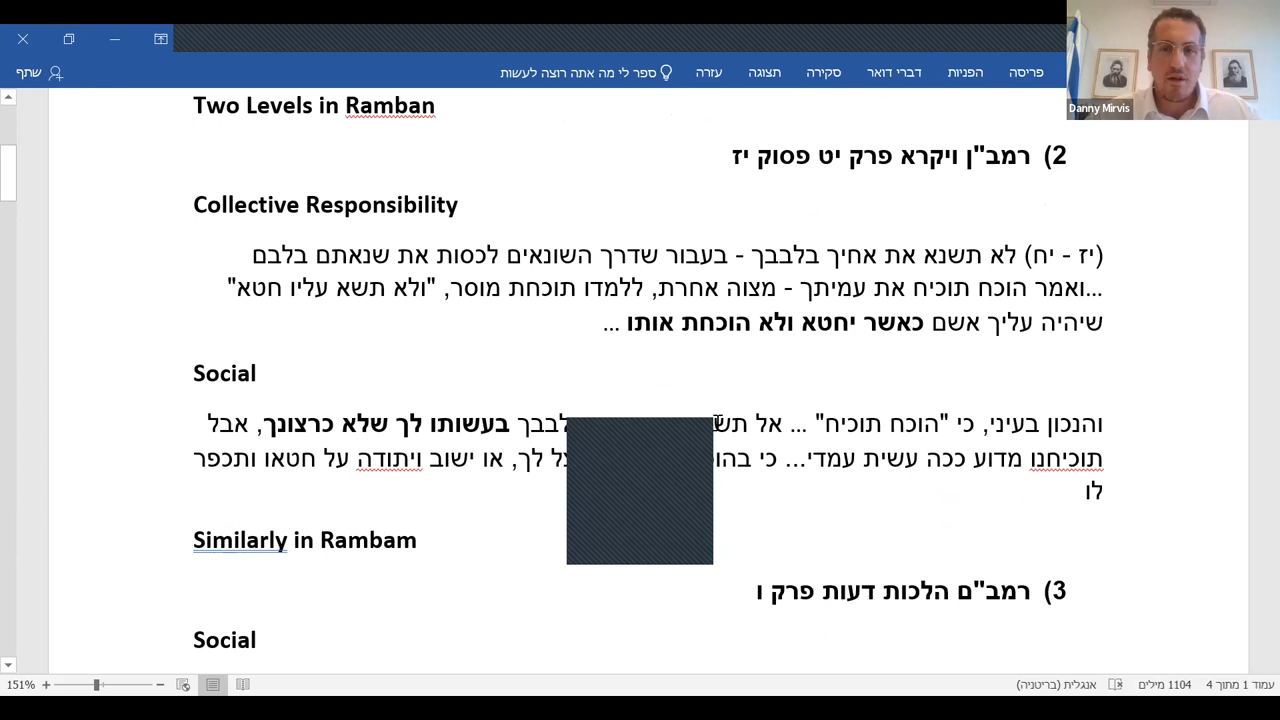 שתף
ספר לי מה אתה רוצה לעשות
עזרה
תצוגה
סקירה
דברי דואר
הפניות
פריסה
Danny Mirvis
Two Levels in Ramban
2) רמב"ן ויקרא פרק יט פסוק יז
Collective Responsibility
(יז - יח) לא תשנא את אחיך בלבבך - בעבור שדרך השונאים לכסות את שנאתם בלבם
...ואמר הוכח תוכיח את עמיתך - מצוה אחרת, ללמדו תוכחת מוסר, "ולא תשא עליו חטא"
שיהיה עליך אשם כאשר יחטא ולא הוכחת אותו ...
Social
והנכון בעיני, כי "הוכח תוכיח" ... אל בעשותו לך שלא כרצונך, אבל
תוכיחנו מדוע ככה עשית עמדי... כי לך, או ישוב ויתודה על חטאו ותכפר
לו
Similarly in Rambam
3) רמב"ם הלכות דעות פרק ו
Social
151%
אנגלית (בריטניה)
1104 מילים
עמוד 1 מתוך 4